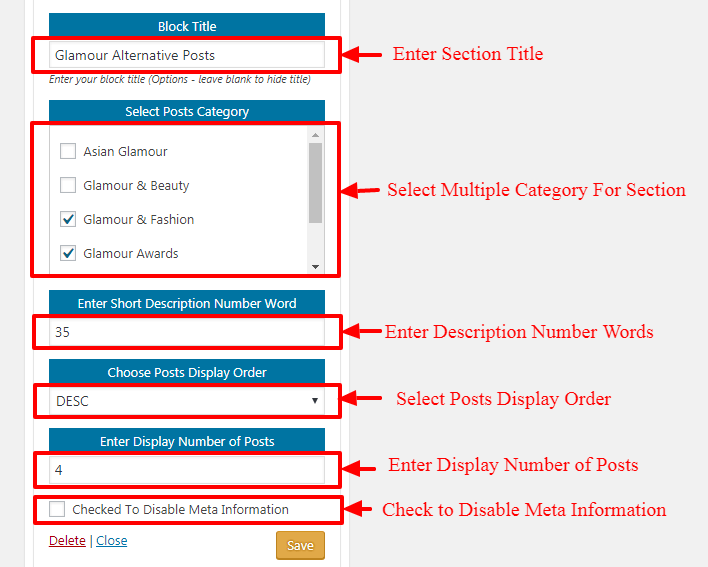 Block Title
Glamour Alternative Posts
Enter Section Title
Enter your block title (Options - leave blank to hide title)
Select Posts Category
Asian Glamour
Glamour & Beauty
Select Multiple Category For Section
Glamour & Fashion
Glamour Awards
Enter Short Description Number Word
35
Enter Description Number Words
Choose Posts Display Order
DESC
Select Posts Display Order
Enter Display Number of Posts
4
Enter Display Number of Posts
Checked To Disable Meta Information
Check to Disable Meta Information
Delete | Close
Save